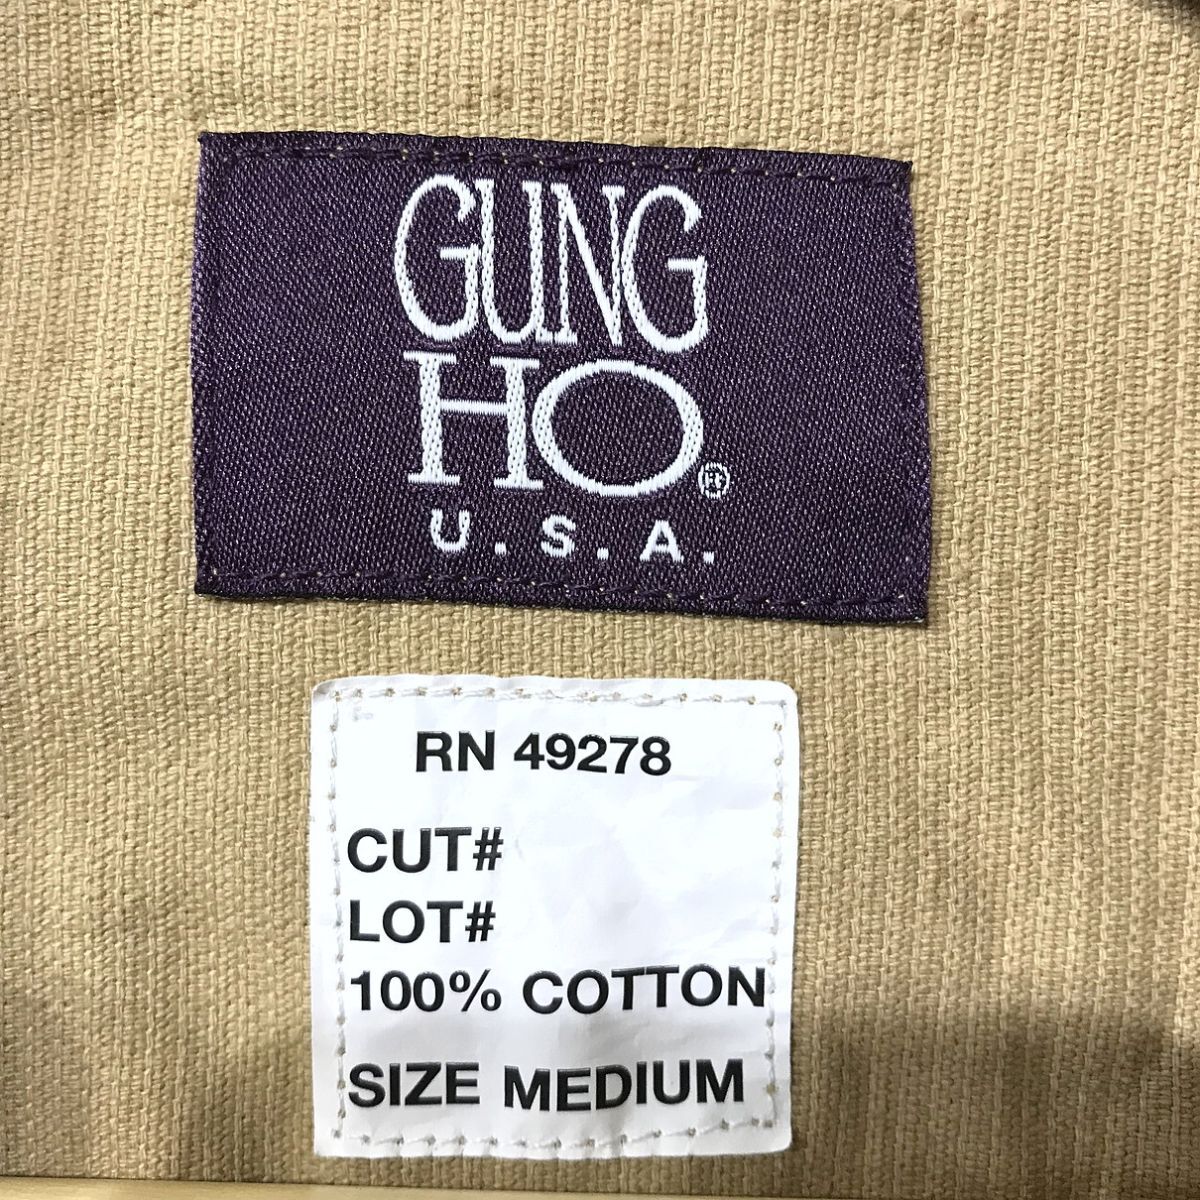 GUNG
HO®
U.S.A.
RN 49278
CUT#
LOT#
100% COTTON
SIZE MEDIUM